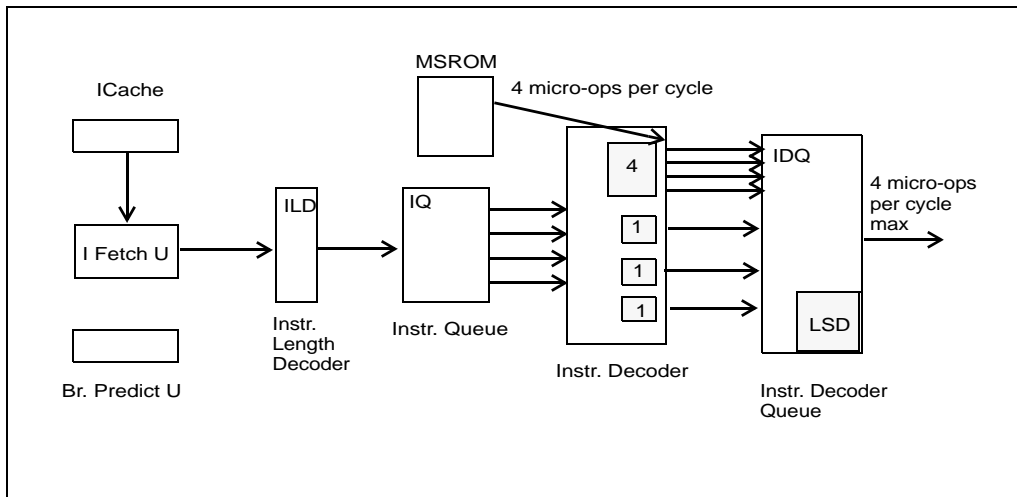 MSROM
4 micro-ops per cycle
ICache
IDQ
4
4 micro-ops
per cycle
max
ILD
IQ
1
I Fetch U
1
1
LSD
Instr.
Length
Decoder
Instr. Queue
Instr. Decoder
Br. Predict U
Instr. Decoder
Queue